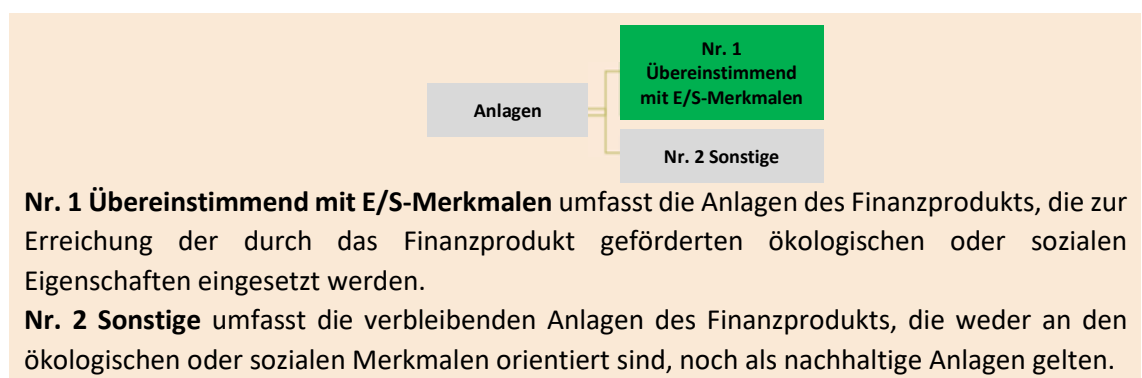 Nr. 1
Übereinstimmend
mit E/S-Merkmalen
Anlagen
Nr. 2 Sonstige
Nr. 1 Übereinstimmend mit E/S-Merkmalen umfasst die Anlagen des Finanzprodukts, die zur
Erreichung der durch das Finanzprodukt geförderten ökologischen oder sozialen
Eigenschaften eingesetzt werden.
Nr. 2 Sonstige umfasst die verbleibenden Anlagen des Finanzprodukts, die weder an den
ökologischen oder sozialen Merkmalen orientiert sind, noch als nachhaltige Anlagen gelten.